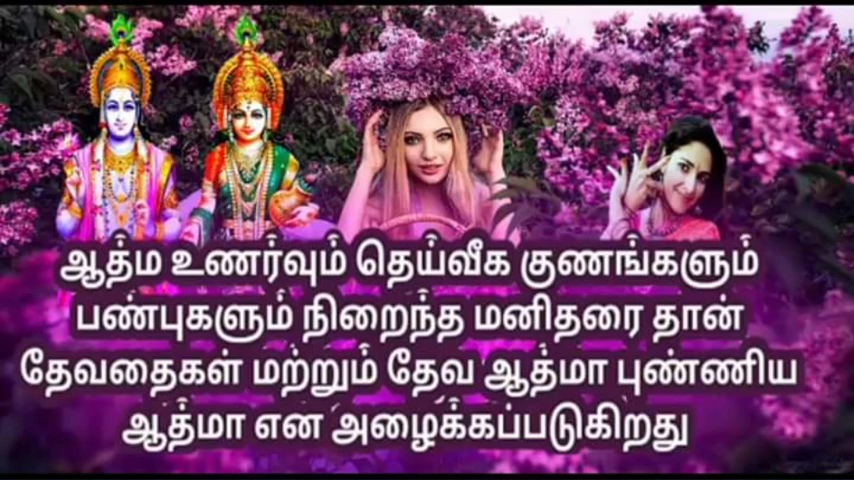 ஆத்ம உணர்வும் தெய்வீக குணங்களும்
பண்புகளும் நிறைந்த மனிதரை தான்
தேவதைகள் மற்றும் தேவ ஆத்மா புண்ணிய
ஆத்மா என அழைக்கப்படுகிறது